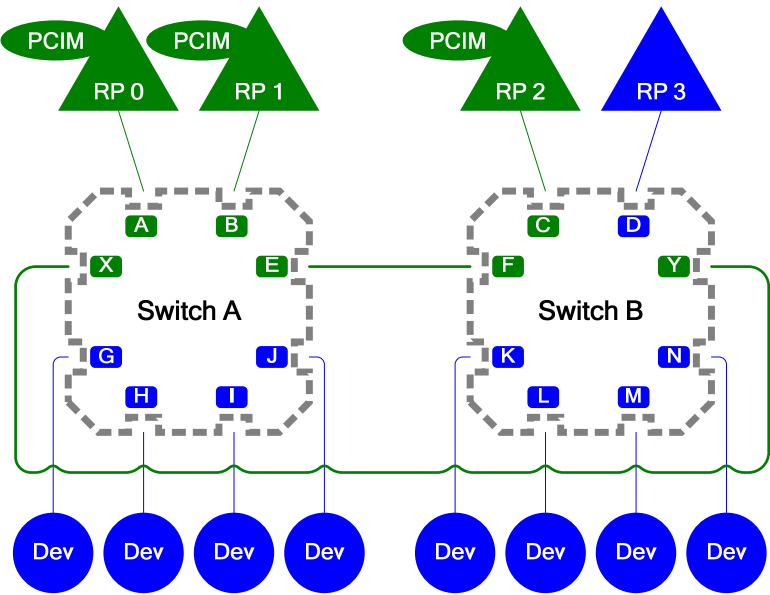 PCIM
PCIM
PCIM
RP 0
RP 1
RP 2
RP 3
A
B
C
D
X
E
F
Y
Switch A
Switch B
G
J
K
N
H
I
L
M
Dev
Dev
Dev
Dev
Dev
Dev
Dev
Dev